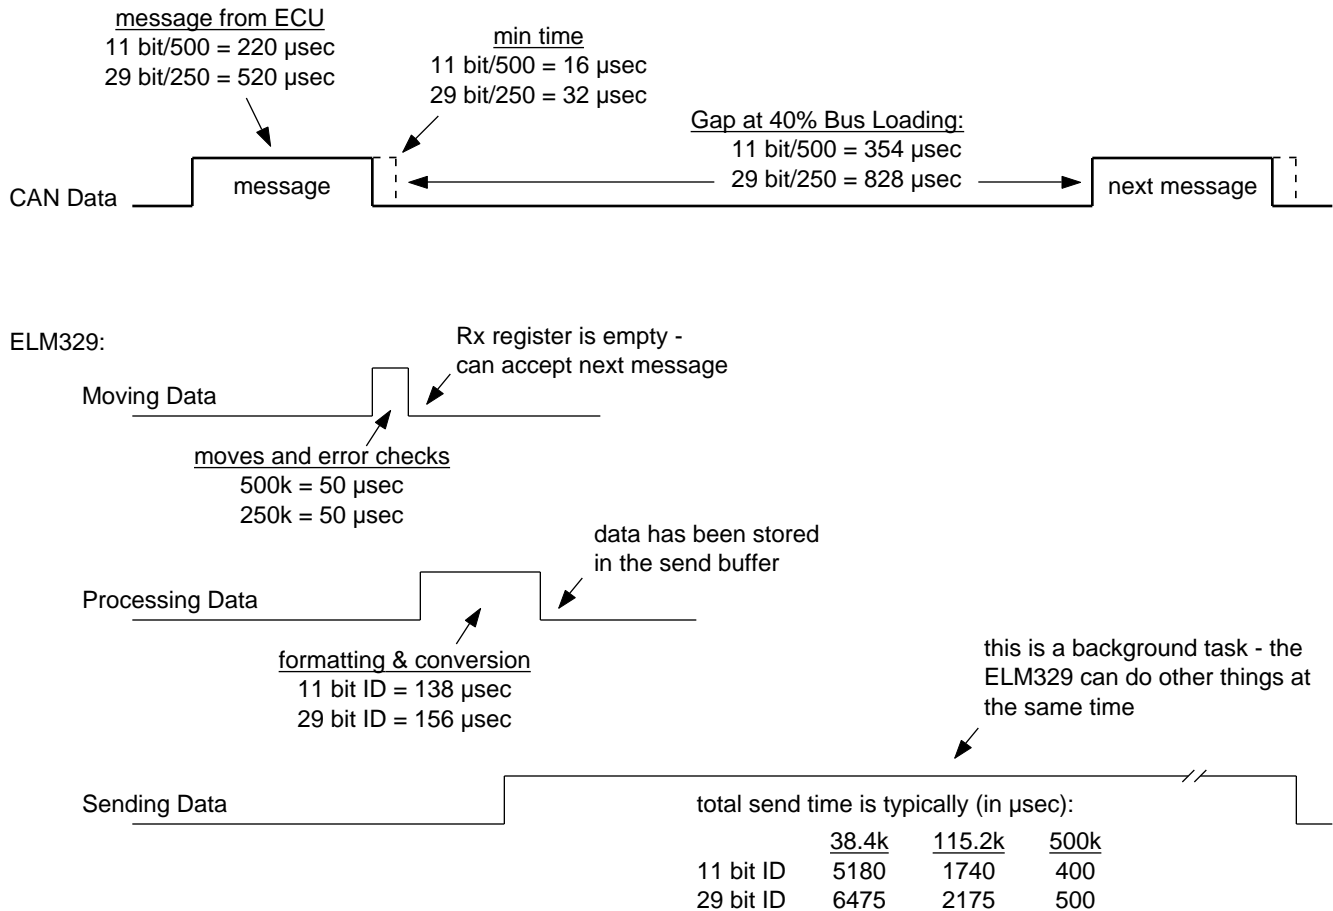 message from ECU
11 bit/500 = 220 µsec
29 bit/250 = 520 µsec
min time
11 bit/500 = 16 µsec
29 bit/250 = 32 µsec
Gap at 40% Bus Loading:
11 bit/500 = 354 µsec
29 bit/250 = 828 µsec
CAN Data
message
next message
ELM329:
Rx register is empty -
can accept next message
Moving Data
moves and error checks
500k = 50 µsec
250k = 50 µsec
data has been stored
in the send buffer
Processing Data
formatting & conversion
11 bit ID = 138 µsec
29 bit ID = 156 µsec
this is a background task - the
ELM329 can do other things at
the same time
Sending Data
total send time is typically (in µsec):
38.4k 115.2k 500k
11 bit ID 5180 1740 400
29 bit ID 6475 2175 500